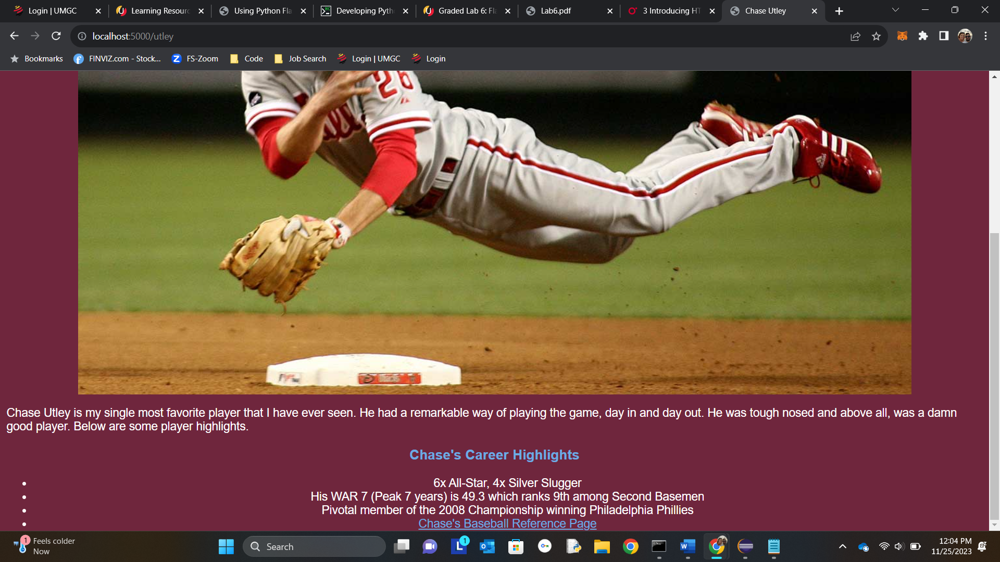 Login | UMGC
Learning Resourc
Using Python Fla
Developing Pyth
Graded Lab 6: Fla
Lab6.pdf
3 Introducing HT
Chase Utley
localhost:5000/utley
Bookmarks
FINVIZ.com - Stock...
FS-Zoom
Code
Job Search
Login | UMGC
Login
26
Chase Utley is my single most favorite player that I have ever seen. He had a remarkable way of playing the game, day in and day out. He was tough nosed and above all, was a damn
good player. Below are some player highlights.
Chase's Career Highlights
6x All-Star, 4x Silver Slugger
His WAR 7 (Peak 7 years) is 49.3 which ranks 9th among Second Basemen
Pivotal member of the 2008 Championship winning Philadelphia Phillies
Chase's Baseball Reference Page
1
Feels colder
Now
Search
1
12:04 PM
11/25/2023